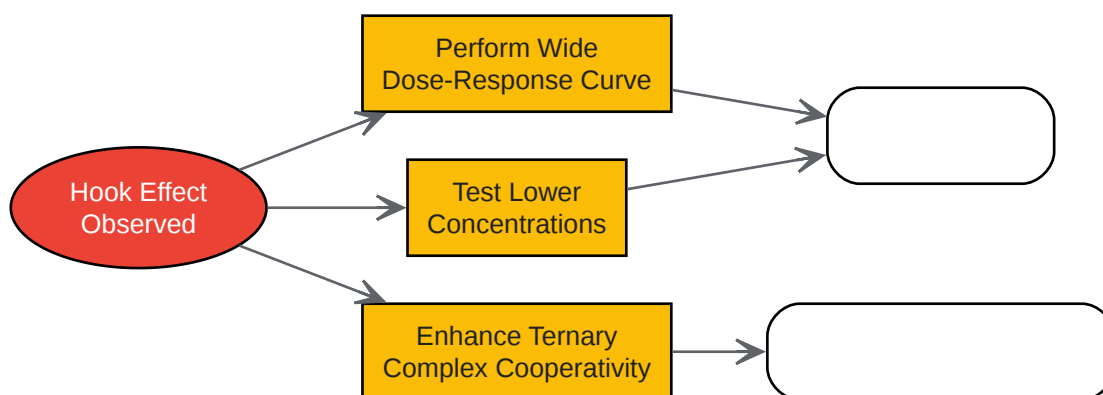 Perform Wide
Dose-Response Curve
Hook Effect
Observed
Test Lower
Concentrations
Enhance Ternary
Complex Cooperativity